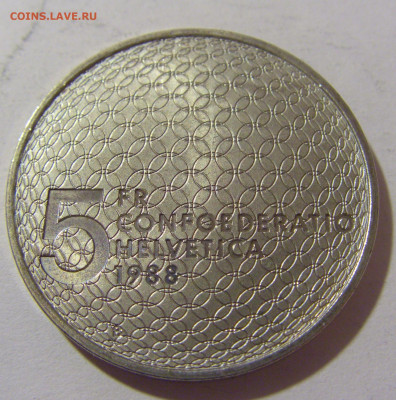 COINS.LAVE.RU
5
FR
CONFOEDERATIO
HELVETICA
1988
B